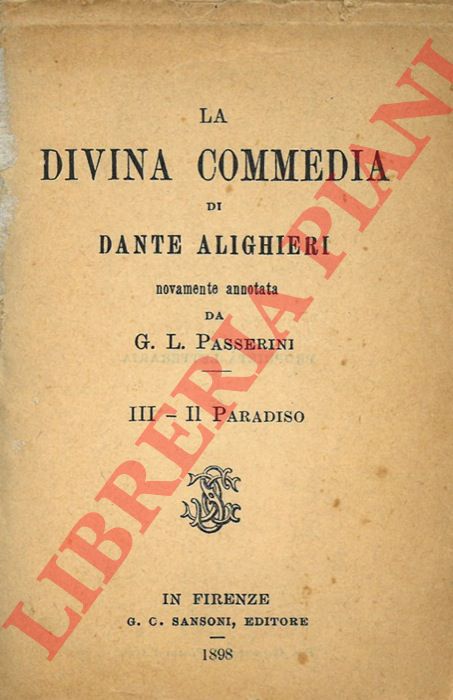 LA
DIVINA COMMEDIA
DI
DANTE ALIGHIERI
novamente annotata
DA
G. L. PASSERINI
III - Il PARADISO
IN FIRENZE
G. C. SANSONI, EDITORE
1898
LIBRERIA PIANI